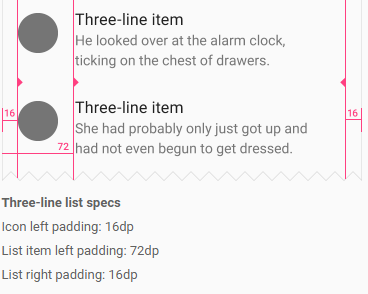 Three-line item
He looked over at the alarm clock,
ticking on the chest of drawers.
Three-line item
16
16
She had probably only just got up and
72
had not even begun to get dressed.
Three-line list specs
Icon left padding: 16dp
List item left padding: 72dp
List right padding: 16dp